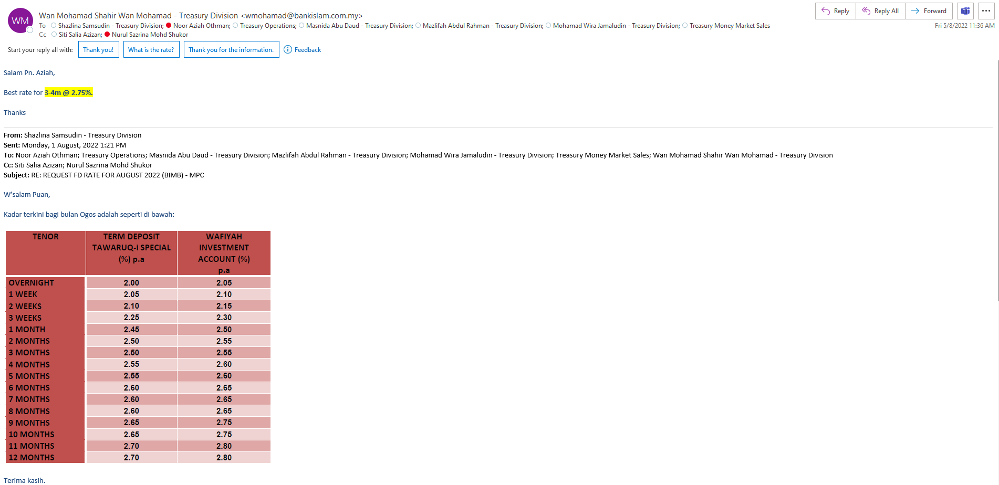 WM
Wan Mohamad Shahir Wan Mohamad - Treasury Division <wmohamad@bankislam.com.my>
To Shazlina Samsudin - Treasury Division; Noor Aziah Othman; Treasury Operations; Masnida Abu Daud - Treasury Division; Mazlifah Abdul Rahman - Treasury Division; Mohamad Wira Jamaludin - Treasury Division; Treasury Money Market Sales
Cc Siti Salia Azizan; Nurul Sazrina Mohd Shukor
Reply Reply All Forward
Fri 5/8/2022 11:36 AM
Start your reply all with: Thank you! What is the rate? Thank you for the information. Feedback
Salam Pn. Aziah,
Best rate for 3-4m @ 2.75%.
Thanks
From: Shazlina Samsudin - Treasury Division
Sent: Monday, 1 August, 2022 1:21 PM
To: Noor Aziah Othman; Treasury Operations; Masnida Abu Daud - Treasury Division; Mazlifah Abdul Rahman - Treasury Division; Mohamad Wira Jamaludin - Treasury Division; Treasury Money Market Sales; Wan Mohamad Shahir Wan Mohamad - Treasury Division
Cc: Siti Salia Azizan; Nurul Sazrina Mohd Shukor
Subject: RE: REQUEST FD RATE FOR AUGUST 2022 (BIMB) - MPC
W'salam Puan,
Kadar terkini bagi bulan Ogos adalah seperti di bawah:
TENOR
TERM DEPOSIT
TAWARUQ-i SPECIAL
(%) p.a
WAFIYAH
INVESTMENT
ACCOUNT (%)
p.a
OVERNIGHT 2.00 2.05
1 WEEK 2.05 2.10
2 WEEKS 2.10 2.15
3 WEEKS 2.25 2.30
1 MONTH 2.45 2.50
2 MONTHS 2.50 2.55
3 MONTHS 2.50 2.55
4 MONTHS 2.55 2.60
5 MONTHS 2.55 2.60
6 MONTHS 2.60 2.65
7 MONTHS 2.60 2.65
8 MONTHS 2.60 2.65
9 MONTHS 2.65 2.75
10 MONTHS 2.65 2.75
11 MONTHS 2.70 2.80
12 MONTHS 2.70 2.80
Terima kasih.